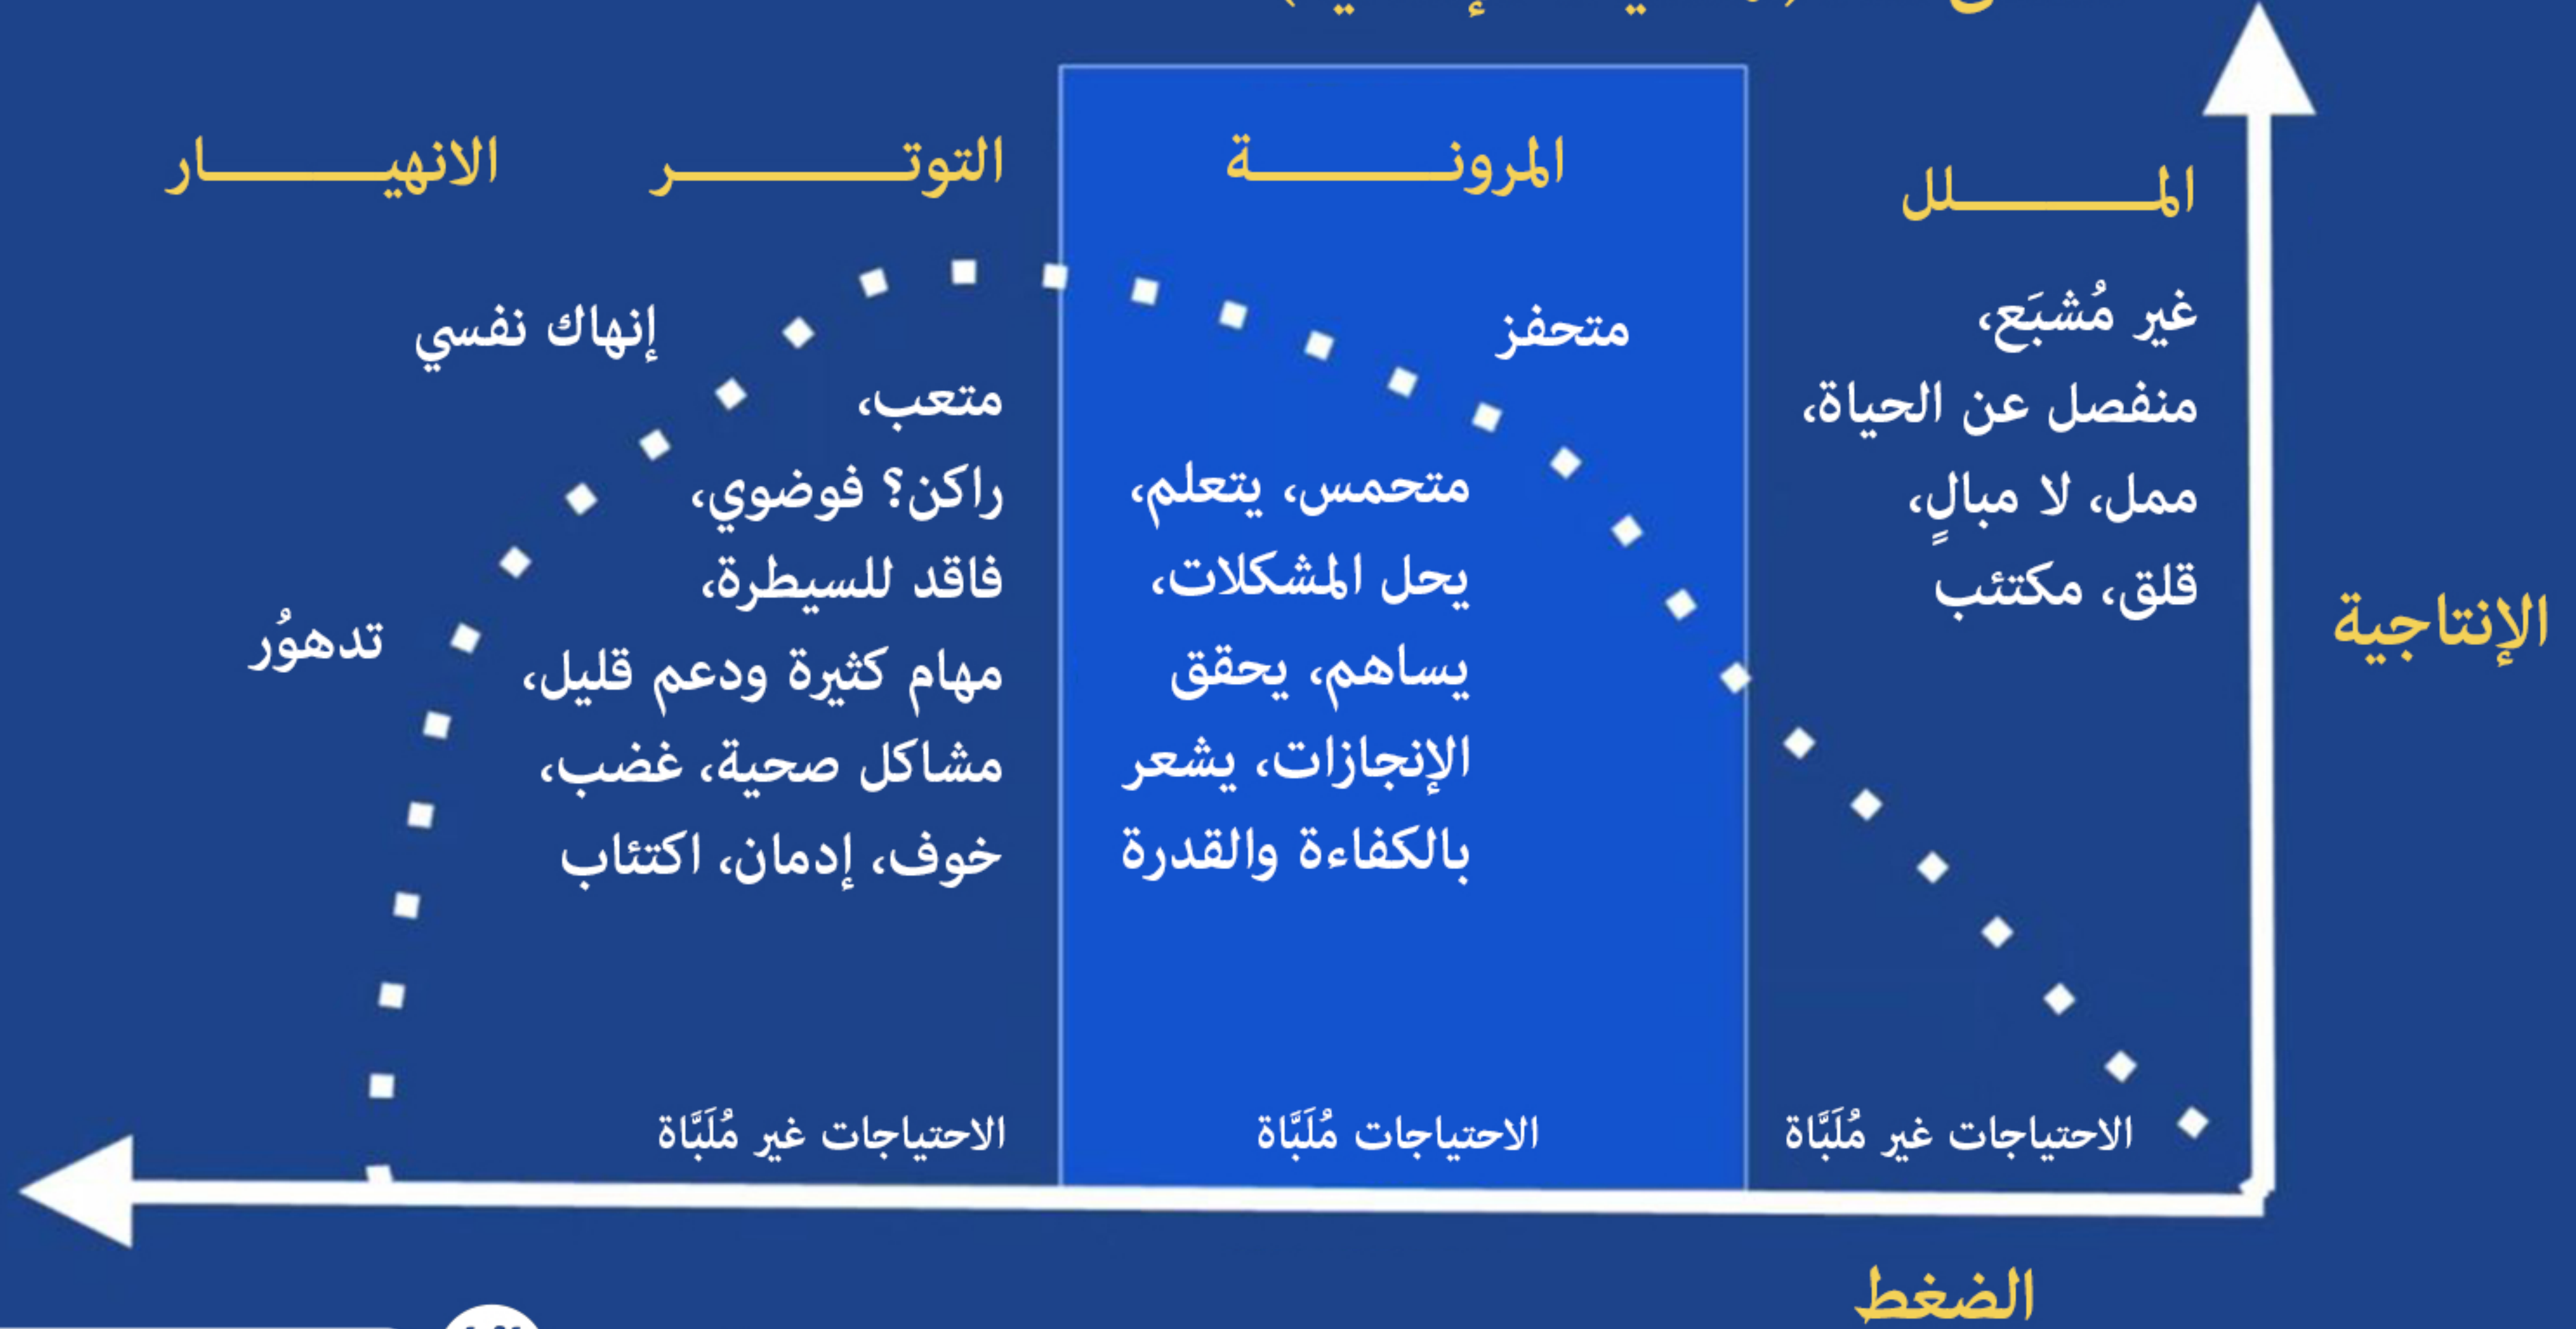 الملل
غير مُشبَع،
منفصل عن الحياة،
ممل، لا مبالٍ،
قلق، مكتئب
الاحتياجات غير مُلَبَّاة
المرونة
متحفز
متحمس، يتعلم،
يحل المشكلات،
يساهم، يحقق
الإنجازات، يشعر
بالكفاءة والقدرة
الاحتياجات مُلَبَّاة
التوتر
متعب،
راكن؟ فوضوي،
فاقد للسيطرة،
مهام كثيرة ودعم قليل،
مشاكل صحية، غضب،
خوف، إدمان، اكتئاب
الاحتياجات غير مُلَبَّاة
الانهيار
إنهاك نفسي
تدهوُر
الإنتاجية
الضغط